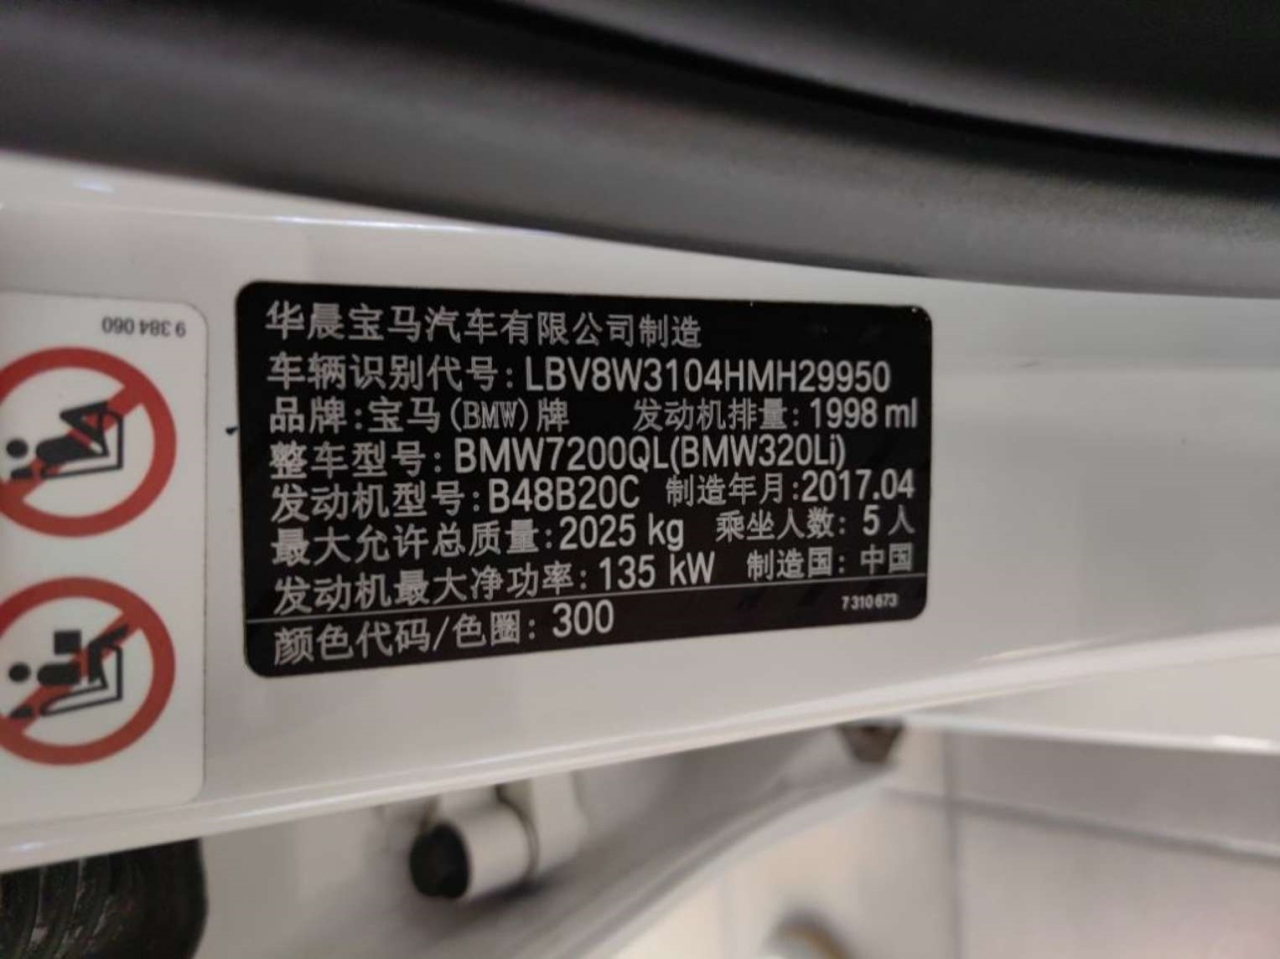 9 384 060
华晨宝马汽车有限公司制造
车辆识别代号: LBV8W3104HMH29950
品牌:宝马(BMW)牌 发动机排量: 1998 ml
整车型号: BMW7200QL(BMW320Li)
发动机型号: B48B20C 制造年月:2017.04
最大允许总质量:2025 kg 乘坐人数: 5 人
发动机最大净功率: 135 kW 制造国: 中国
颜色代码/色圈: 300 7 310 673